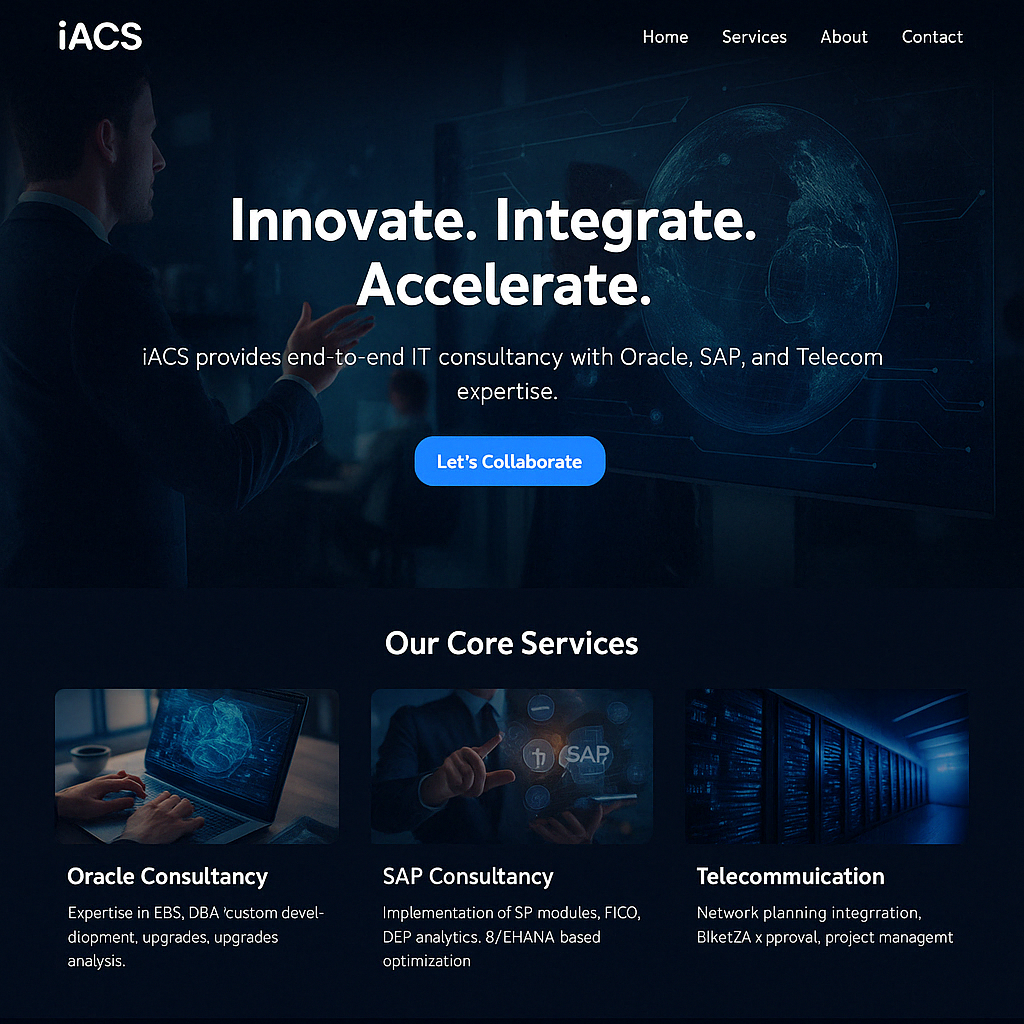 iACS
Home Services About Contact
Innovate. Integrate.
Accelerate.
iACS provides end-to-end IT consultancy with Oracle, SAP, and Telecom
expertise.
Let's Collaborate
Our Core Services
SAP
Oracle Consultancy
Expertise in EBS, DBA 'custom devel-
diopment, upgrades, upgrades
analysis.
SAP Consultancy
Implementation of SP modules, FICO,
DEP analytics. 8/EHANA based
optimization
Telecommuication
Network planning integrration,
BlketZA x pproval, project managemt